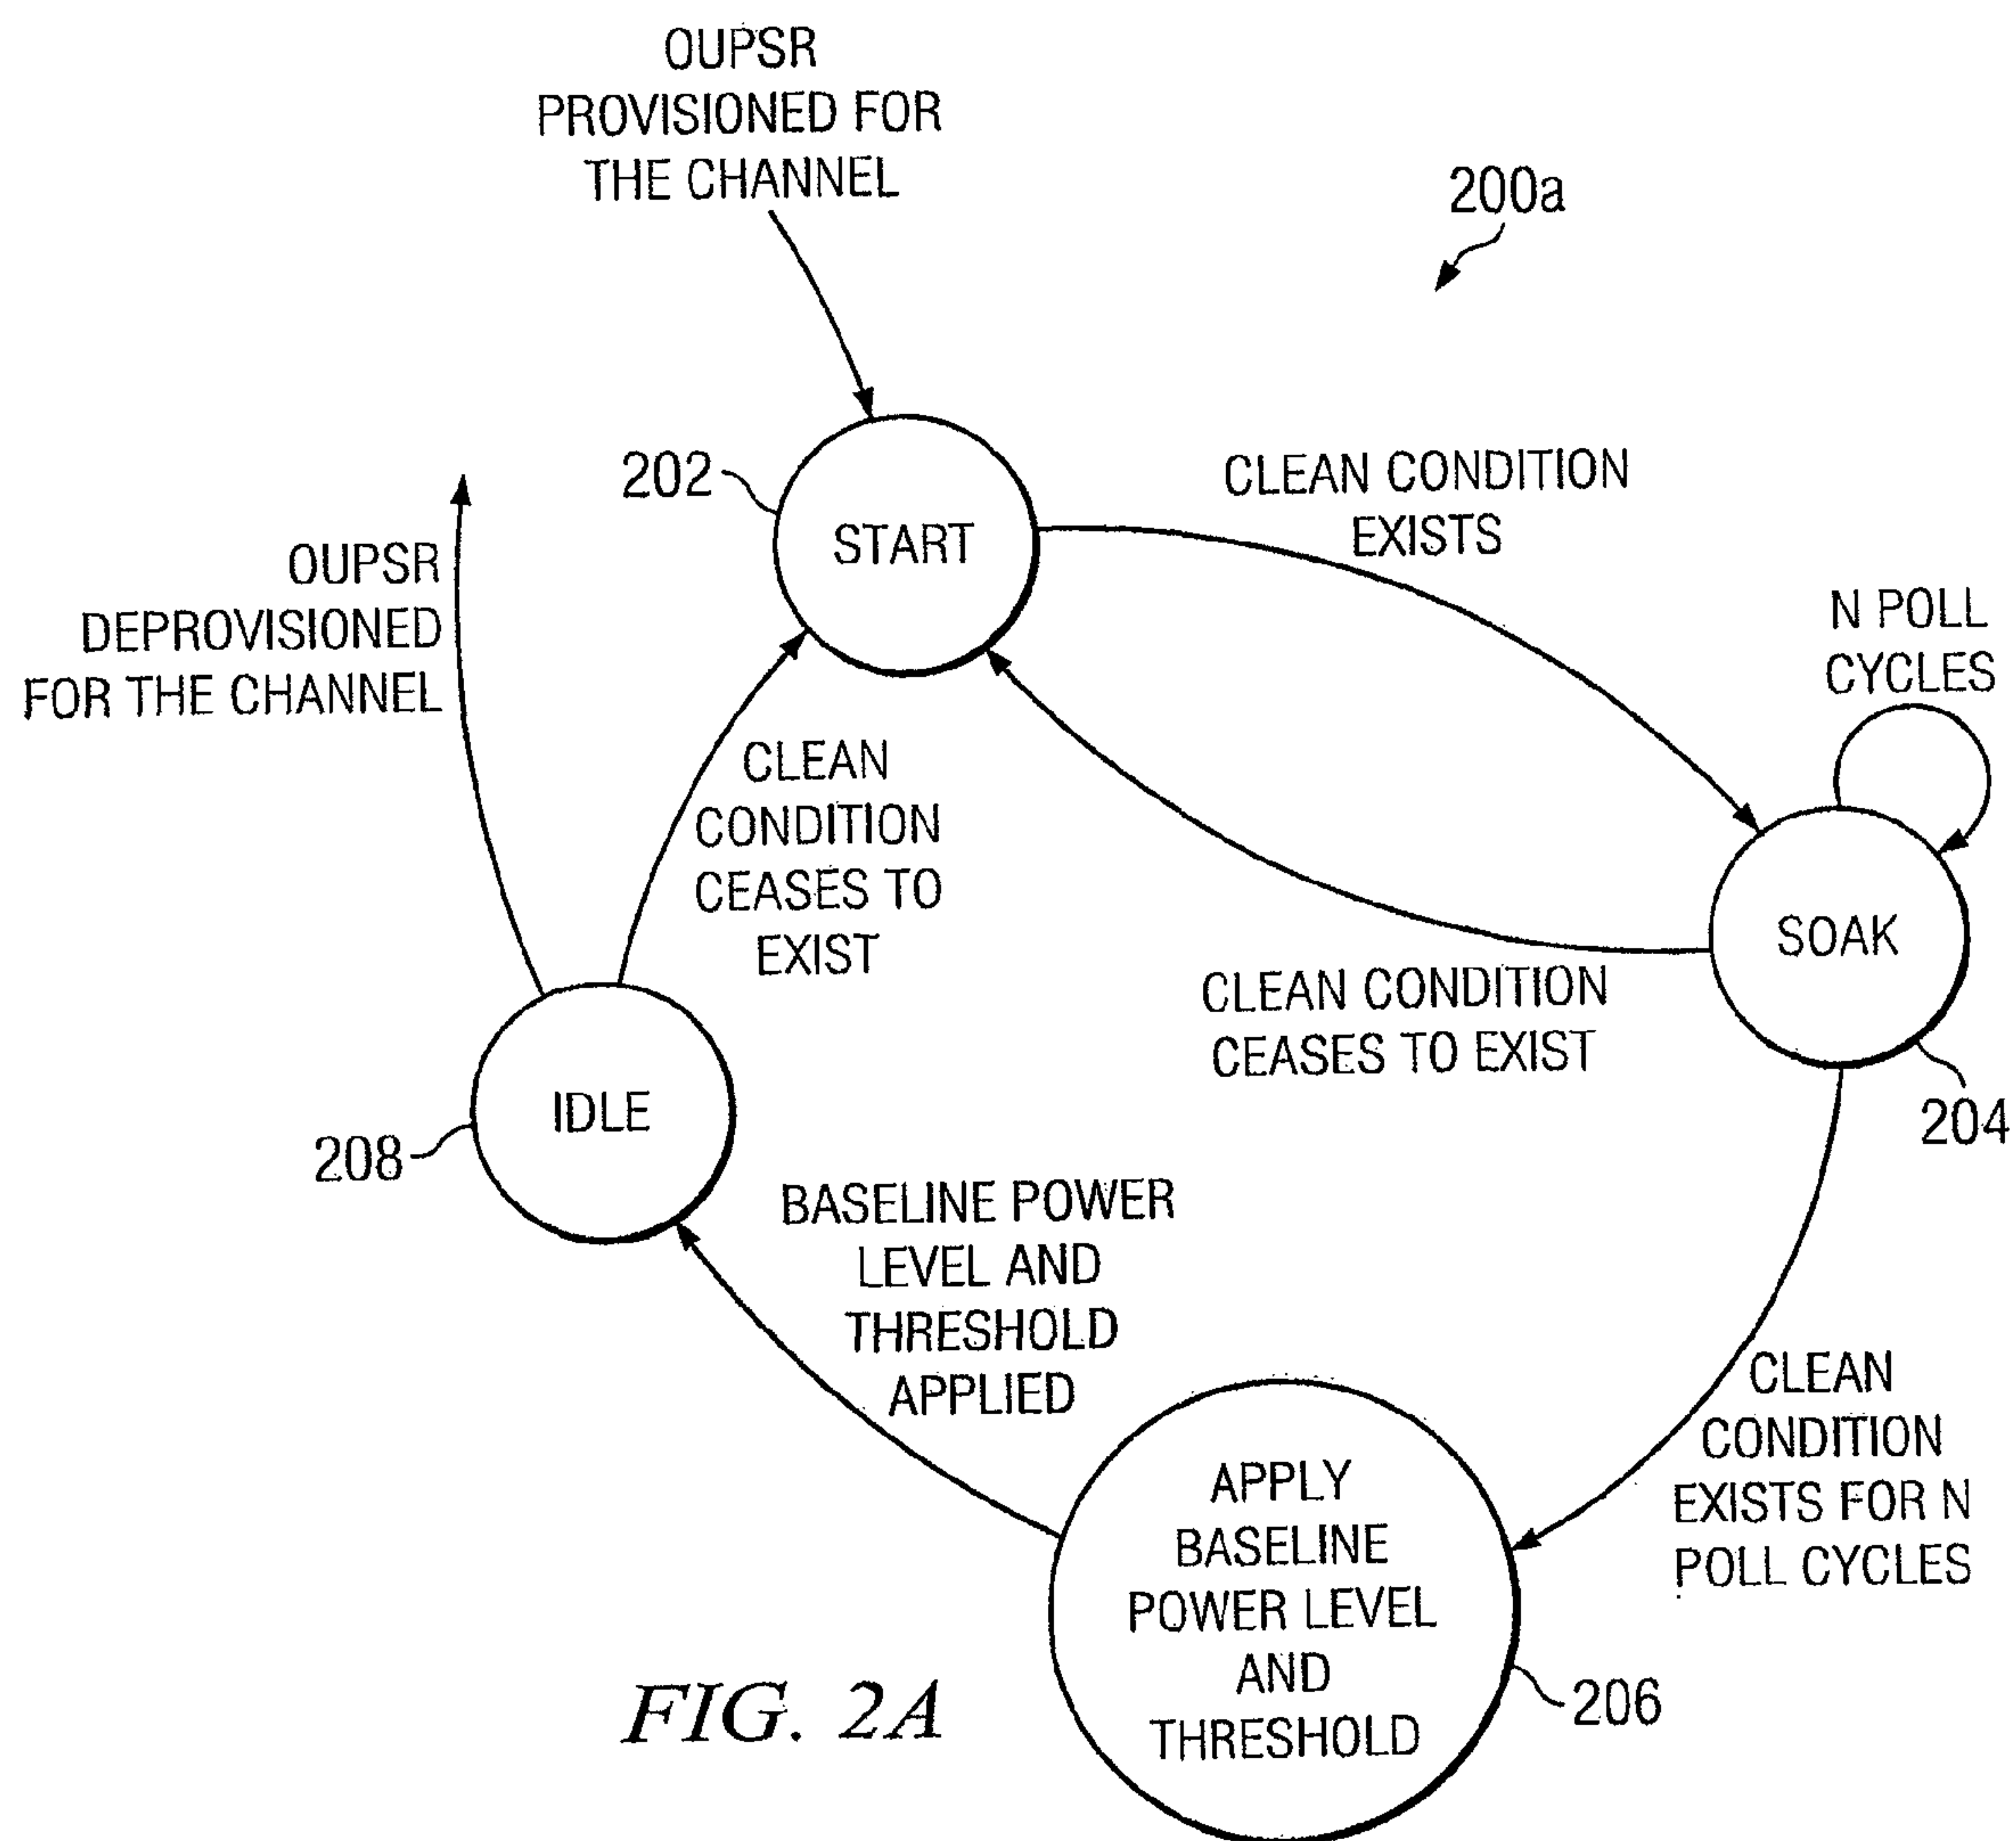 OUPSR
PROVISIONED FOR
THE CHANNEL
200a
202
START
CLEAN CONDITION
EXISTS
N POLL
CYCLES
OUPSR
DEPROVISIONED
FOR THE CHANNEL
CLEAN
CONDITION
CEASES TO
EXIST
SOAK
CLEAN CONDITION
CEASES TO EXIST
204
IDLE
208
BASELINE POWER
LEVEL AND
THRESHOLD
APPLIED
CLEAN
CONDITION
EXISTS FOR N
POLL CYCLES
APPLY
BASELINE
POWER LEVEL
AND
THRESHOLD
206
FIG. 2A